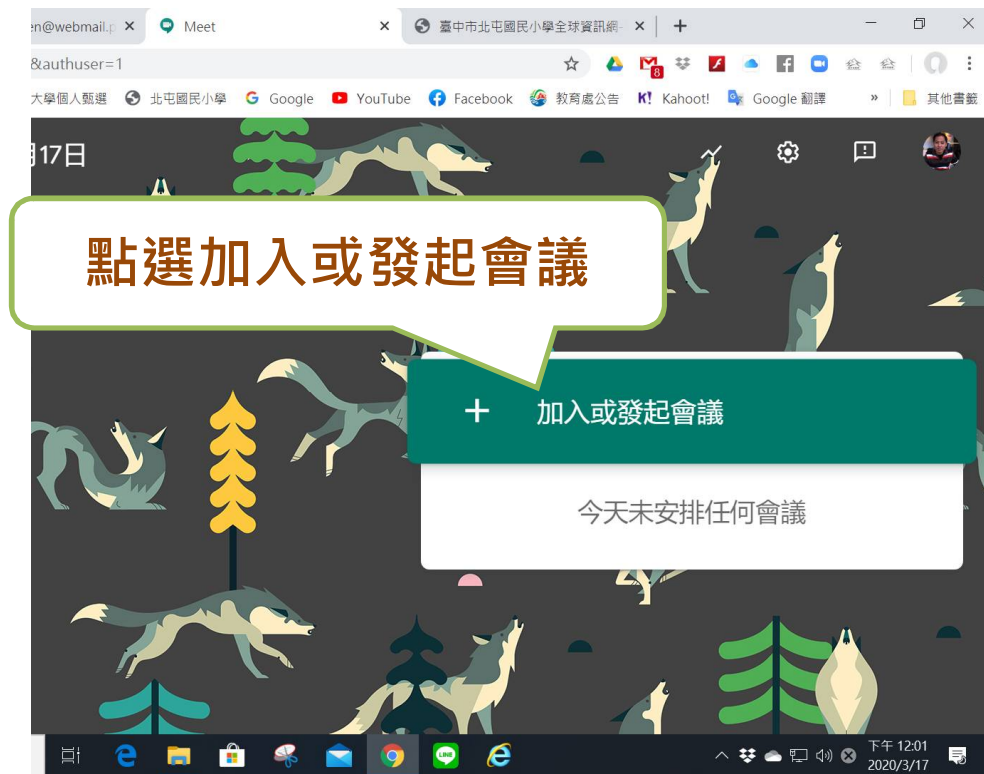 en@webmail.p
Meet
臺中市北屯國民小學全球資訊網-
&authuser=1
8
大學個人甄選
北屯國民小學
Google
YouTube
Facebook
教育處公告
K! Kahoot!
Google 翻譯
»
其他書籤
月17日
點選加入或發起會議
+ 加入或發起會議
今天未安排任何會議
LINE
下午 12:01
2020/3/17